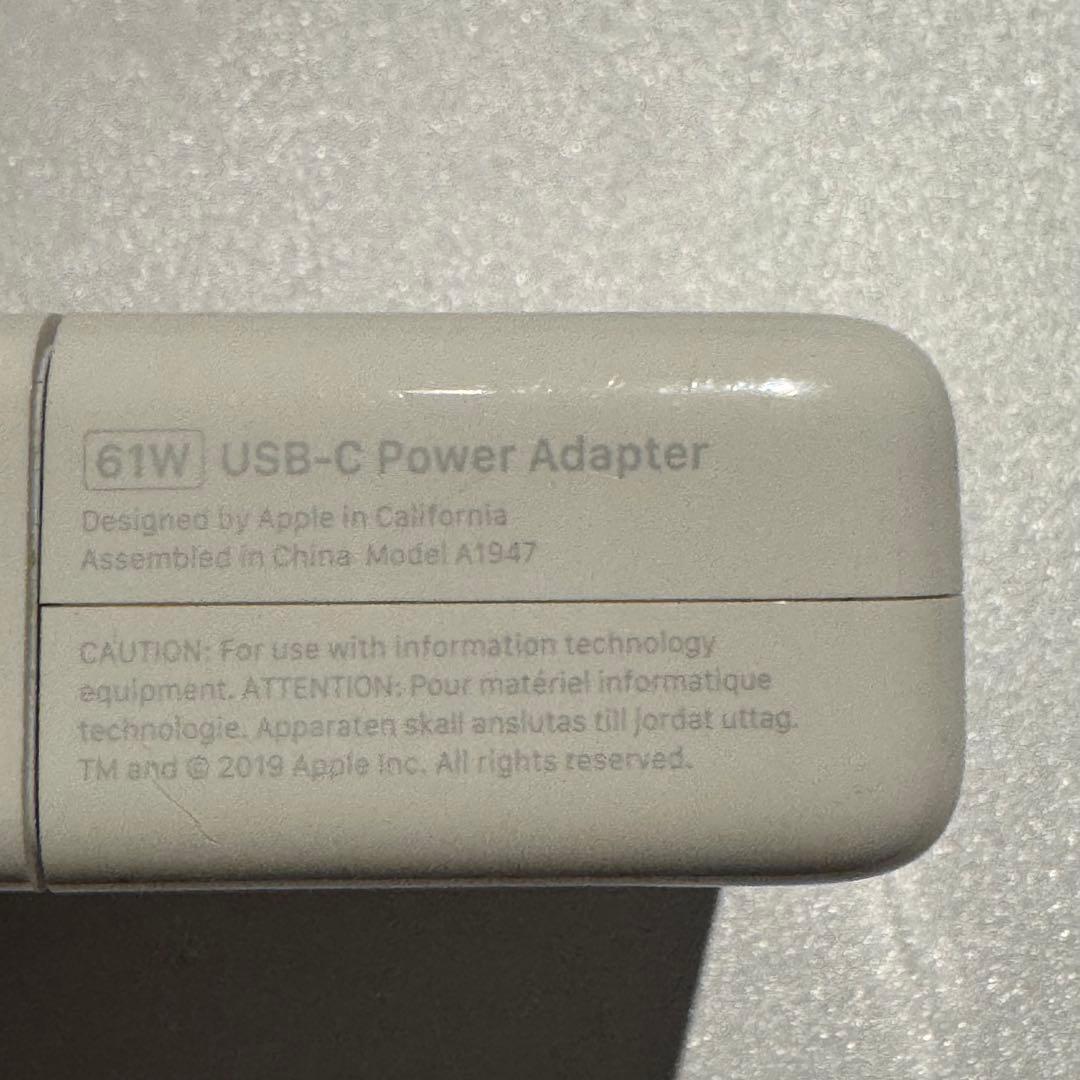 61W USB-C Power Adapter
Designed by Apple in California
Assembled in China Model A1947
CAUTION: For use with information technology
equipment. ATTENTION: Pour matériel informatique
technologie. Apparaten skall anslutas till jordat uttag.
TM and © 2019 Apple Inc. All rights reserved.